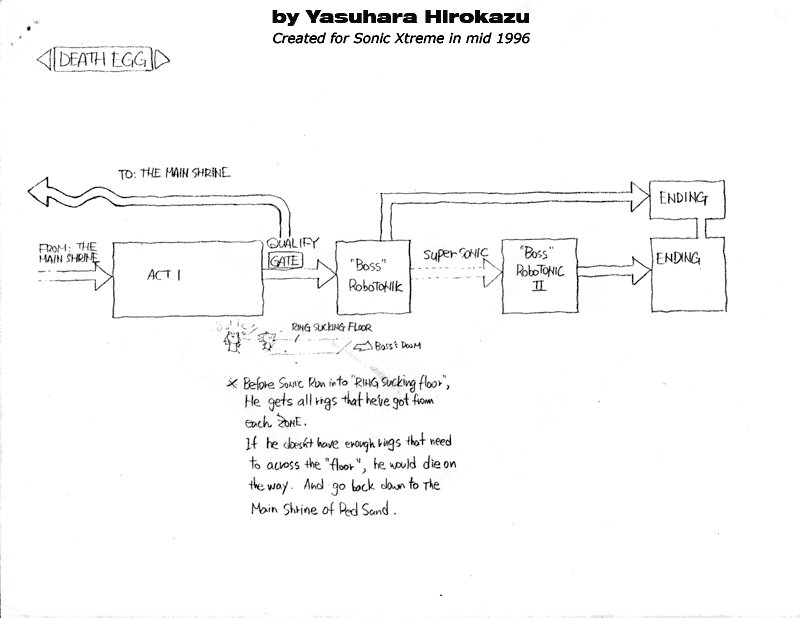 by Yasuhara Hirokazu
Created for Sonic Xtreme in mid 1996
DEATH EGG
TO: THE MAIN SHRINE
FROM: THE
MAIN SHRINE
ACT 1
QUALIFY
GATE
"Boss"
ROBOTONIK
SUPER SONIC
"Boss"
ROBOTONIC
II
ENDING
ENDING
RING SUCKING FLOOR
BOSS'S ROOM
× Before Sonic Run into "RING sucking floor",
He gets all rings that he've got from
each ZONE.
If he doesn't have enough rings that need
to across the "floor", he would die on
the way. And go back down to the
Main Shrine of Red Sand.